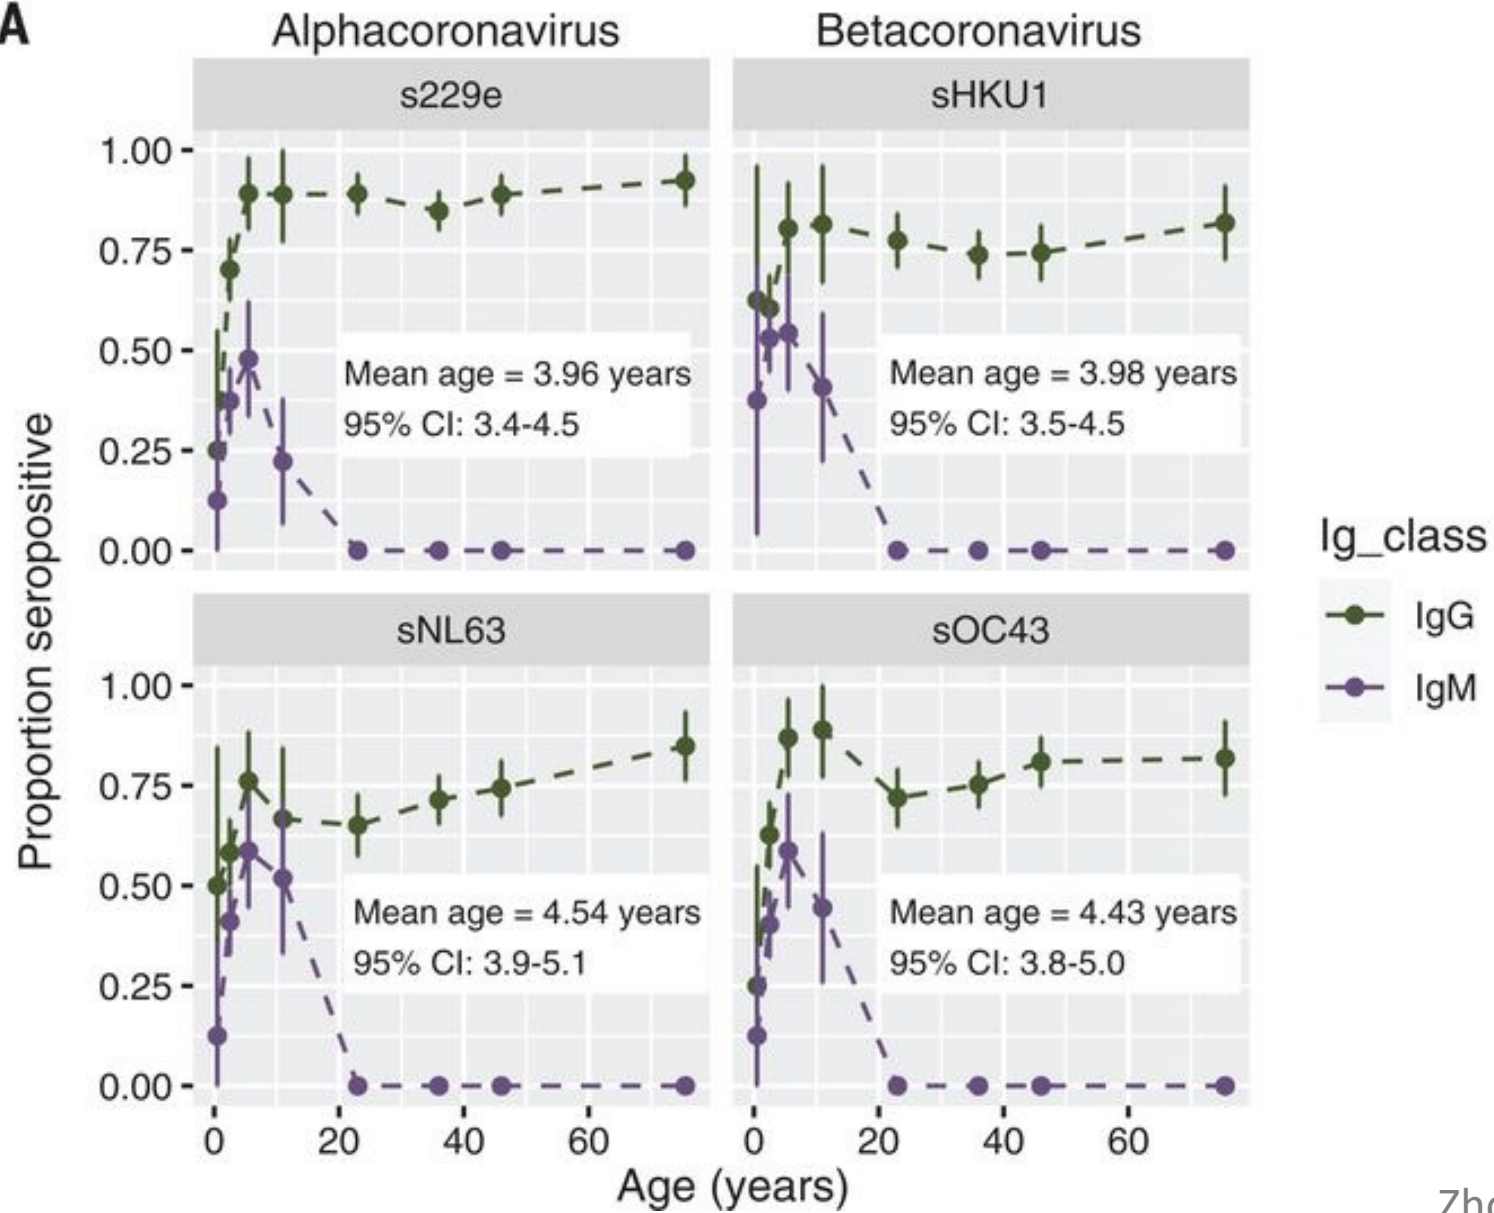 A
Alphacoronavirus
Betacoronavirus
s229e
sHKU1
1.00
0.75
0.50
0.25
0.00
Mean age = 3.96 years
95% CI: 3.4-4.5
Mean age = 3.98 years
95% CI: 3.5-4.5
Proportion seropositive
sNL63
sOC43
1.00
0.75
0.50
0.25
0.00
Mean age = 4.54 years
95% CI: 3.9-5.1
Mean age = 4.43 years
95% CI: 3.8-5.0
0 20 40 60
0 20 40 60
Age (years)
Ig_class
IgG
IgM